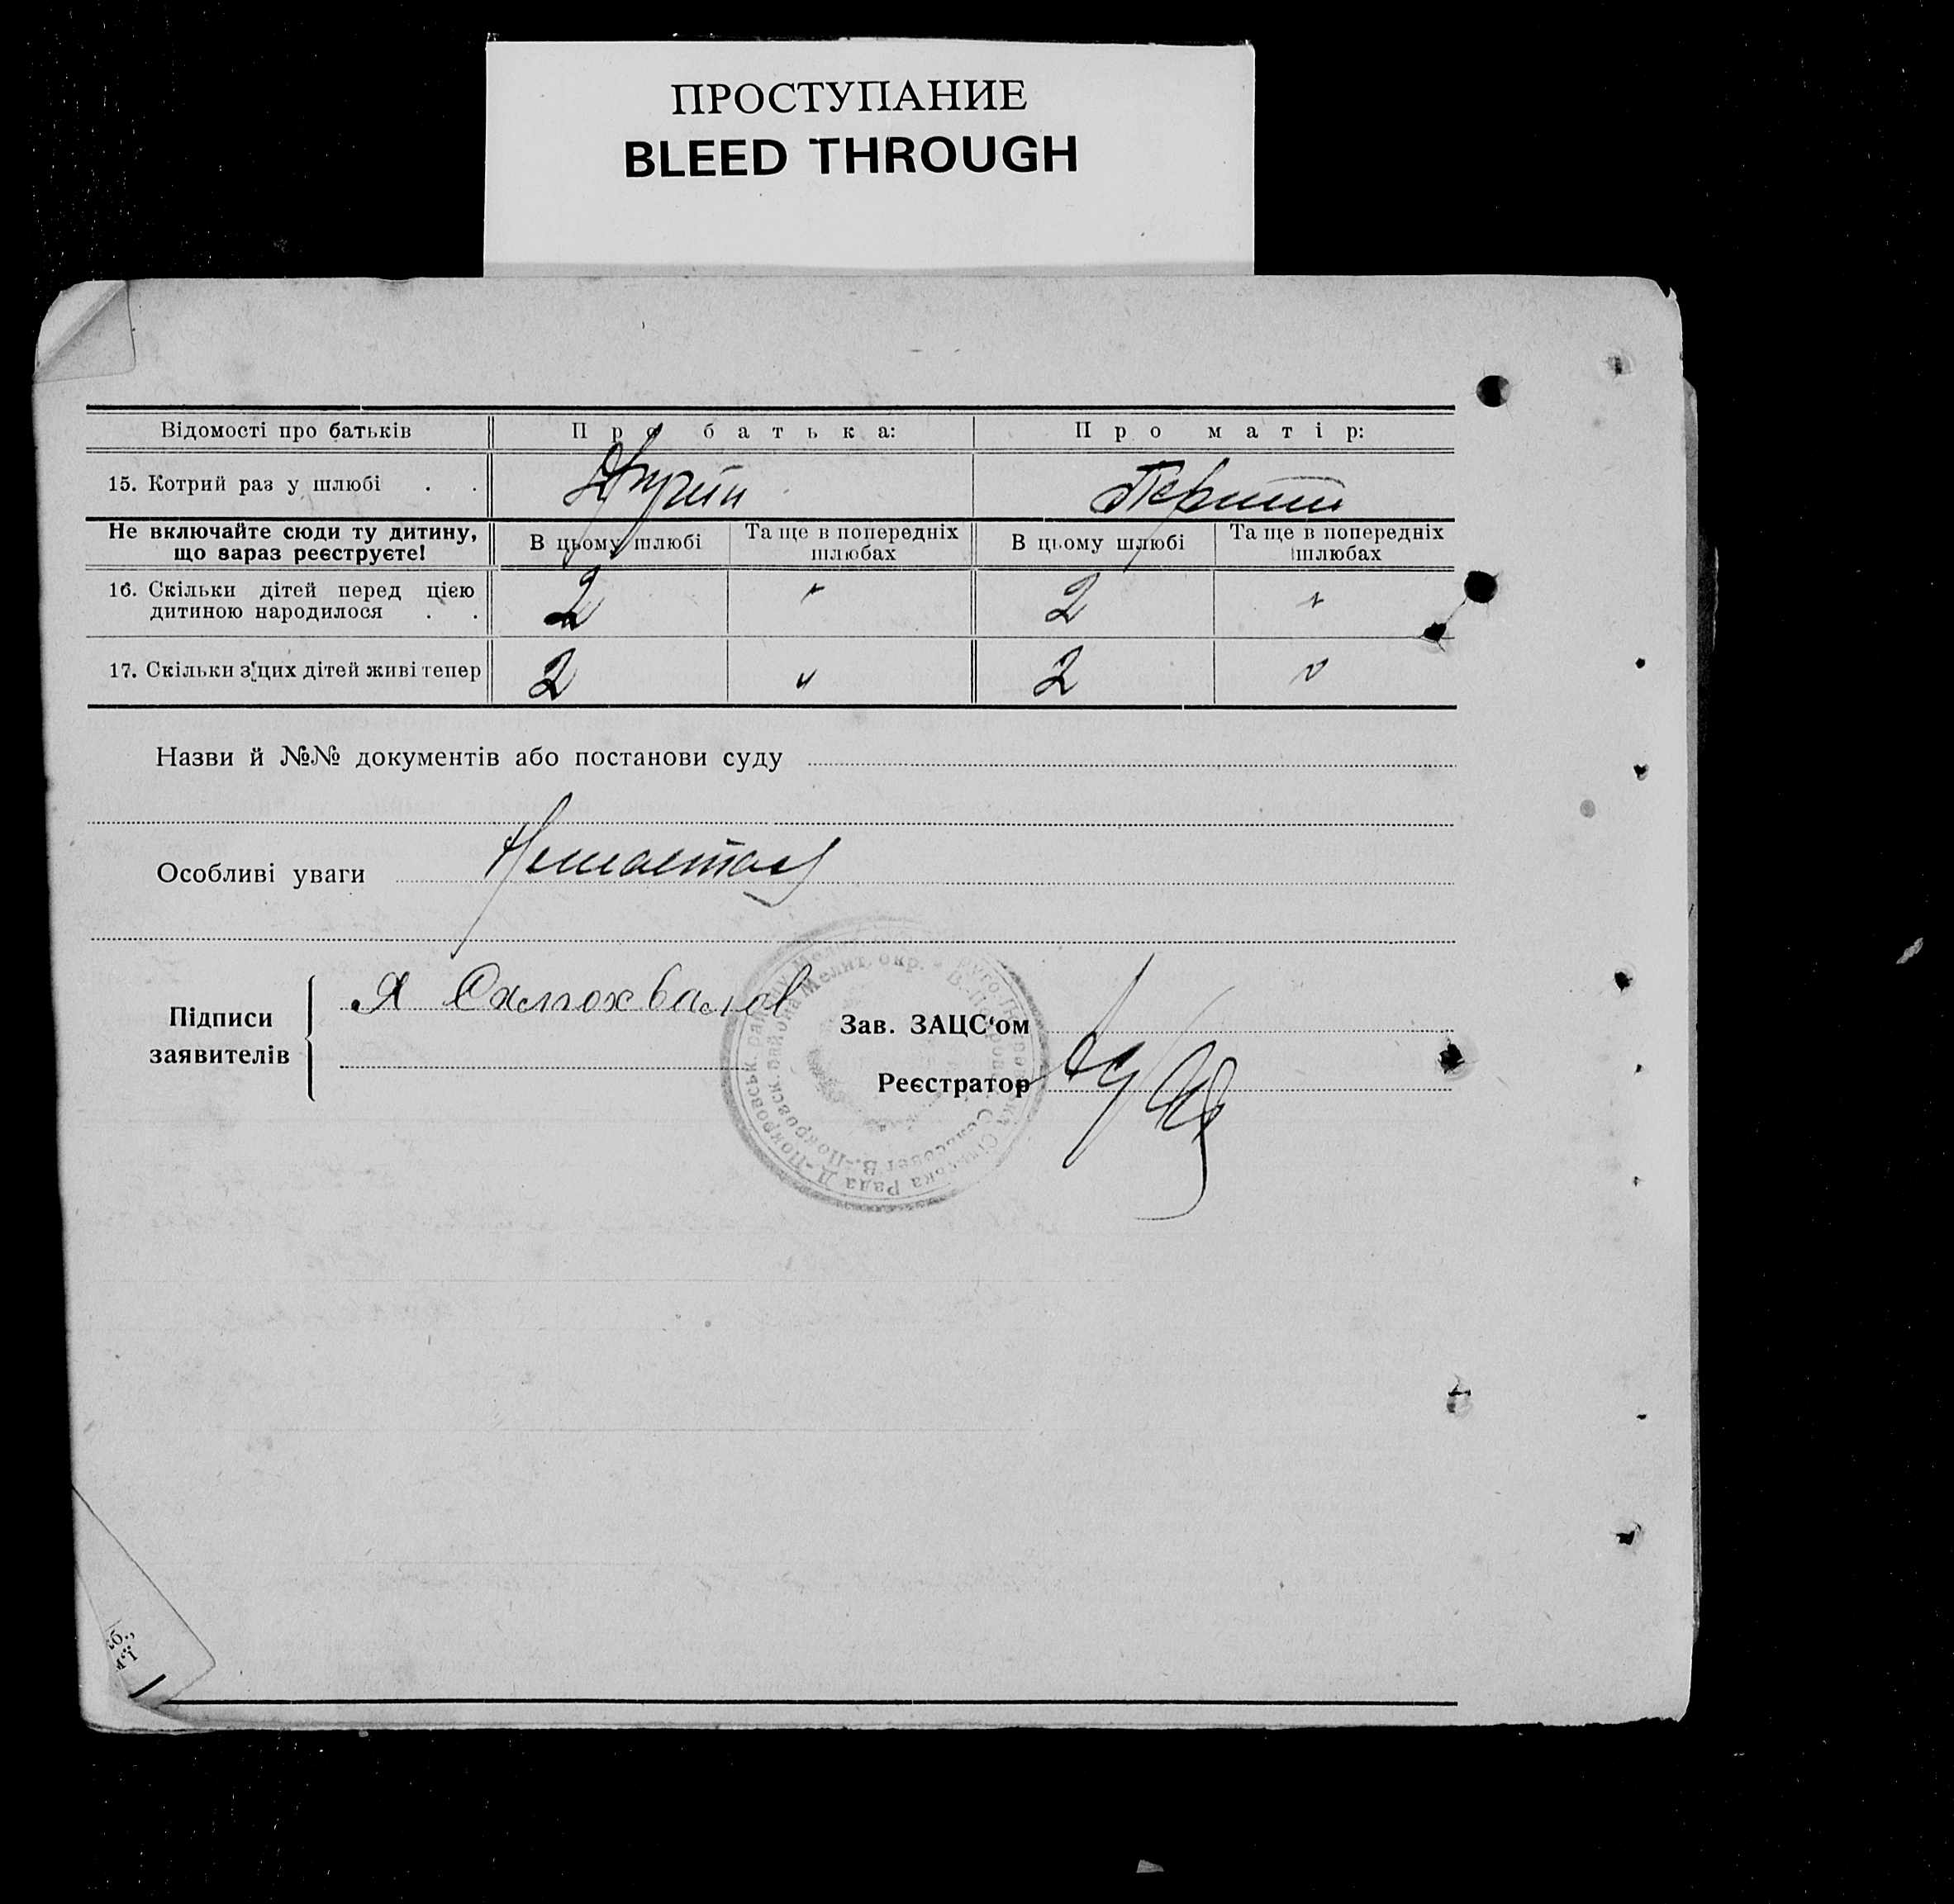 ПРОСТУПАНИЕ
BLEED THROUGH
Відомості про батьків Про батька: Про матір:
15. Котрий раз у шлюбі . . Другий Перший
Не включайте сюди ту дитину, що вараз реєструєте! В цьому шлюбі Та ще в попередніх шлюбах В цьому шлюбі Та ще в попередніх шлюбах
16. Скільки дітей перед цією дитиною народилося . . 2 " 2 "
17. Скільки з цих дітей живі тепер 2 " 2 "
Назви й №№ документів або постанови суду
Особливі уваги
Підписи заявителів
Я Самохвалов
Зав. ЗАЦС‘ом
Реєстратор